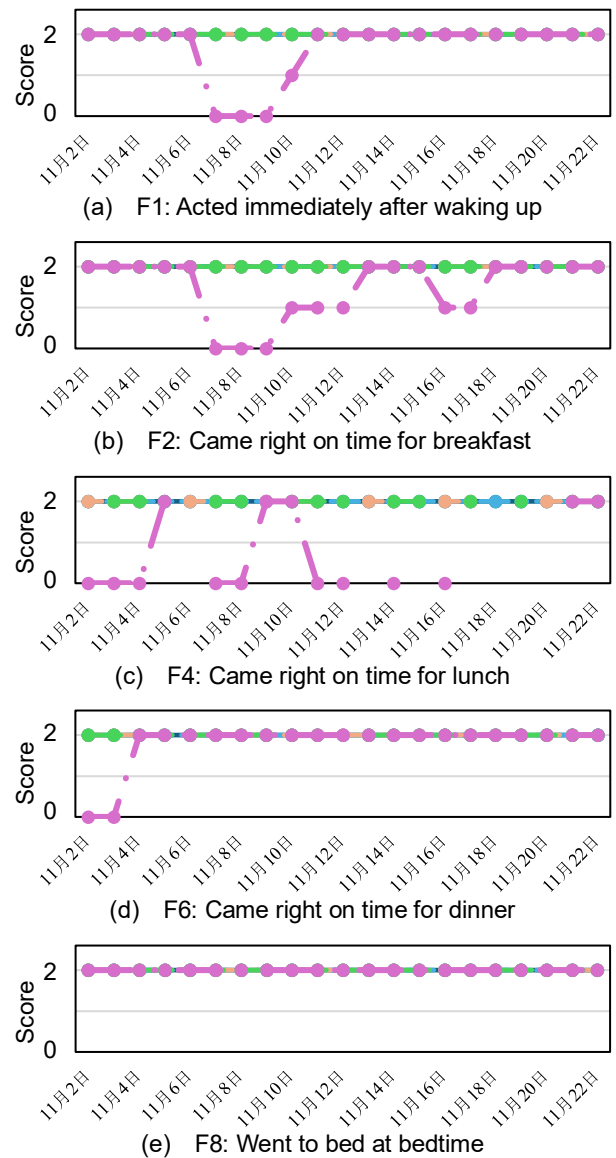 2
Score
0
11月2日 11月4日 11月6日 11月8日 11月10日 11月12日 11月14日 11月16日 11月18日 11月20日 11月22日
(a) F1: Acted immediately after waking up
2
Score
0
11月2日 11月4日 11月6日 11月8日 11月10日 11月12日 11月14日 11月16日 11月18日 11月20日 11月22日
(b) F2: Came right on time for breakfast
2
Score
0
11月2日 11月4日 11月6日 11月8日 11月10日 11月12日 11月14日 11月16日 11月18日 11月20日 11月22日
(c) F4: Came right on time for lunch
2
Score
0
11月2日 11月4日 11月6日 11月8日 11月10日 11月12日 11月14日 11月16日 11月18日 11月20日 11月22日
(d) F6: Came right on time for dinner
2
Score
0
11月2日 11月4日 11月6日 11月8日 11月10日 11月12日 11月14日 11月16日 11月18日 11月20日 11月22日
(e) F8: Went to bed at bedtime